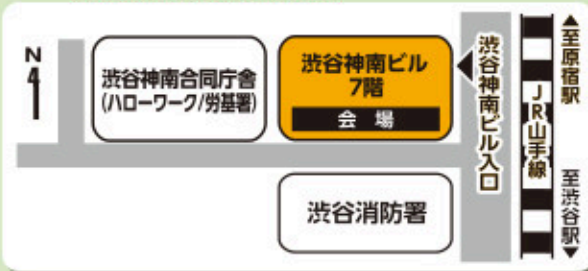 N
渋谷神南合同庁舎
(ハローワーク/労基署)
渋谷神南ビル
7階
会場
渋谷神南ビル入口
▲至原宿駅
JR山手線
至渋谷駅▼
渋谷消防署